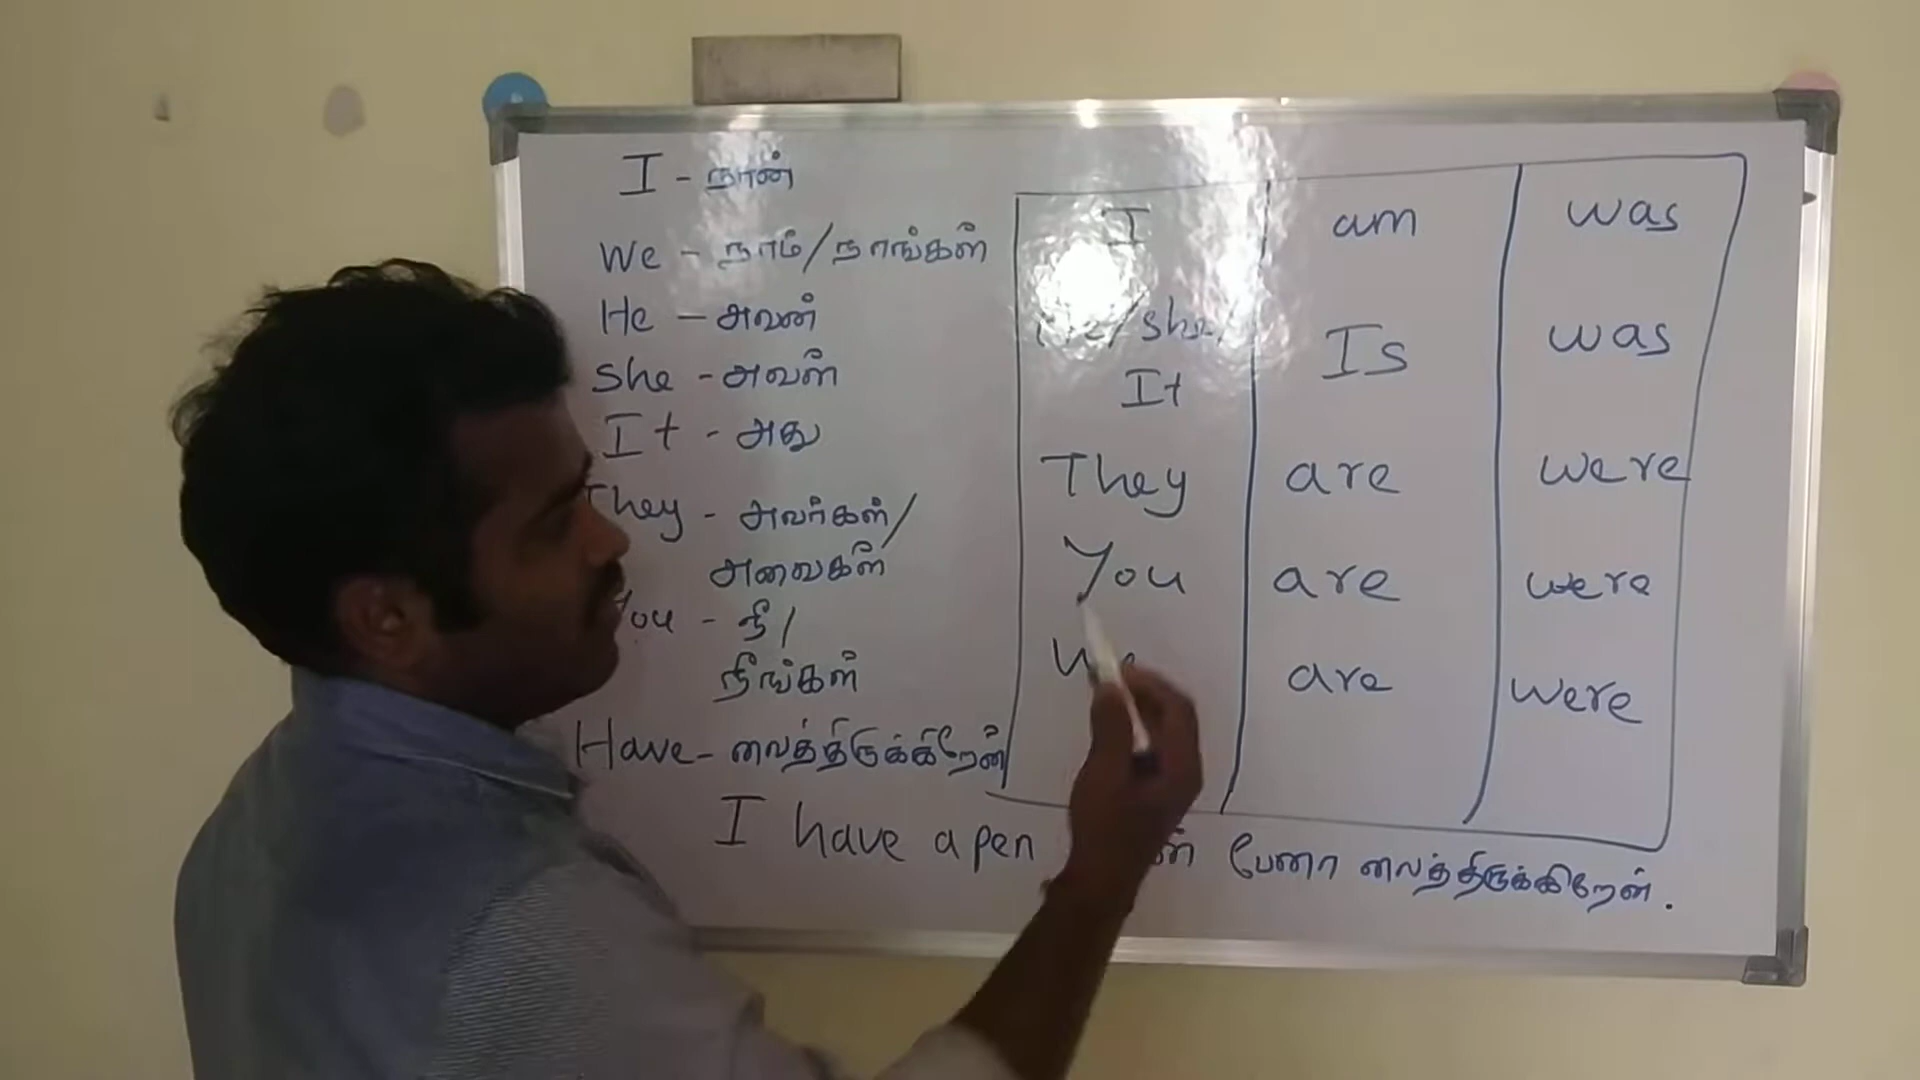 I - நான்
We - நாம்/நாங்கள்
He - அவன்
She - அவள்
It - அது
They - அவர்கள்/
அவைகள்
You - நீ/
நீங்கள்
Have - வைத்திருக்கிறேன்
I have a pen பேனா வைத்திருக்கிறேன்.
I am was
He/she/
It Is was
They are were
You are were
We are were